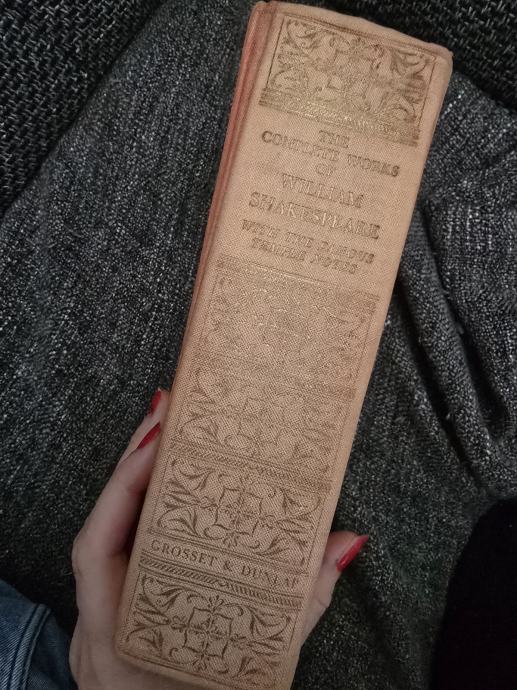 THE
COMPLETE WORKS
OF
WILLIAM
SHAKESPEARE
WITH THE FAMOUS
TEMPLE NOTES
GROSSET & DUNLAP